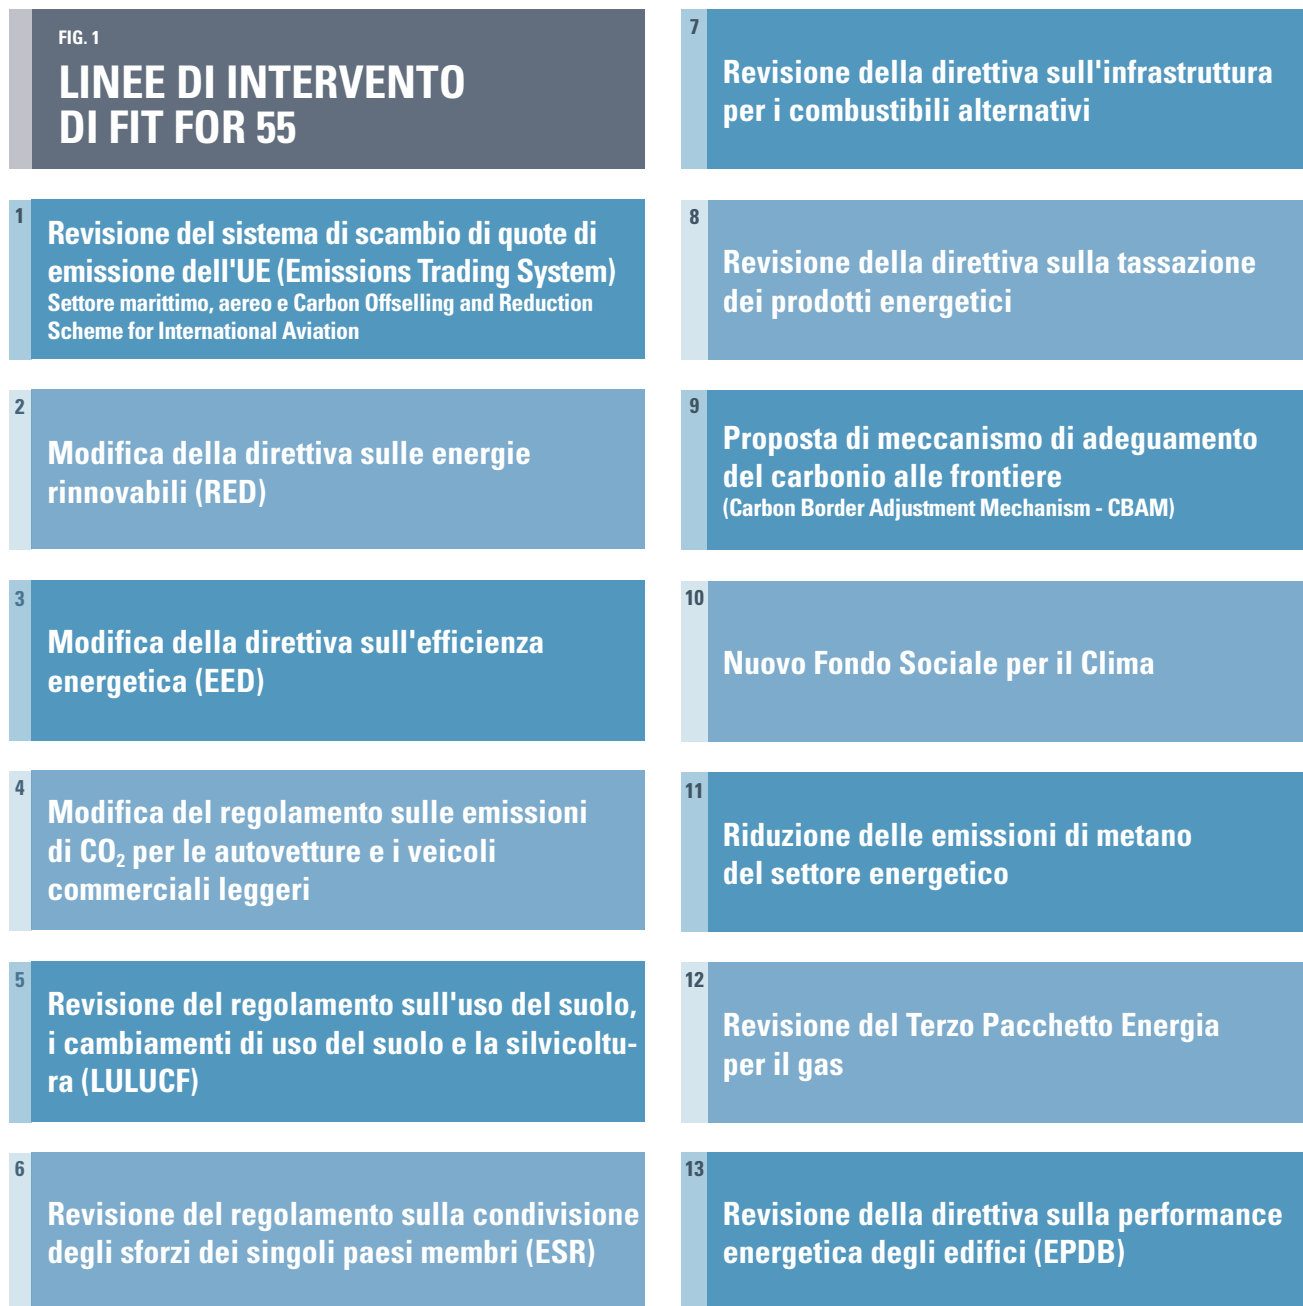 FIG. 1
LINEE DI INTERVENTO
DI FIT FOR 55
1
Revisione del sistema di scambio di quote di
emissione dell'UE (Emissions Trading System)
Settore marittimo, aereo e Carbon Offselling and Reduction
Scheme for International Aviation
2
Modifica della direttiva sulle energie
rinnovabili (RED)
3
Modifica della direttiva sull'efficienza
energetica (EED)
4
Modifica del regolamento sulle emissioni
di CO₂ per le autovetture e i veicoli
commerciali leggeri
5
Revisione del regolamento sull'uso del suolo,
i cambiamenti di uso del suolo e la silvicoltu-
ra (LULUCF)
6
Revisione del regolamento sulla condivisione
degli sforzi dei singoli paesi membri (ESR)
7
Revisione della direttiva sull'infrastruttura
per i combustibili alternativi
8
Revisione della direttiva sulla tassazione
dei prodotti energetici
9
Proposta di meccanismo di adeguamento
del carbonio alle frontiere
(Carbon Border Adjustment Mechanism - CBAM)
10
Nuovo Fondo Sociale per il Clima
11
Riduzione delle emissioni di metano
del settore energetico
12
Revisione del Terzo Pacchetto Energia
per il gas
13
Revisione della direttiva sulla performance
energetica degli edifici (EPDB)